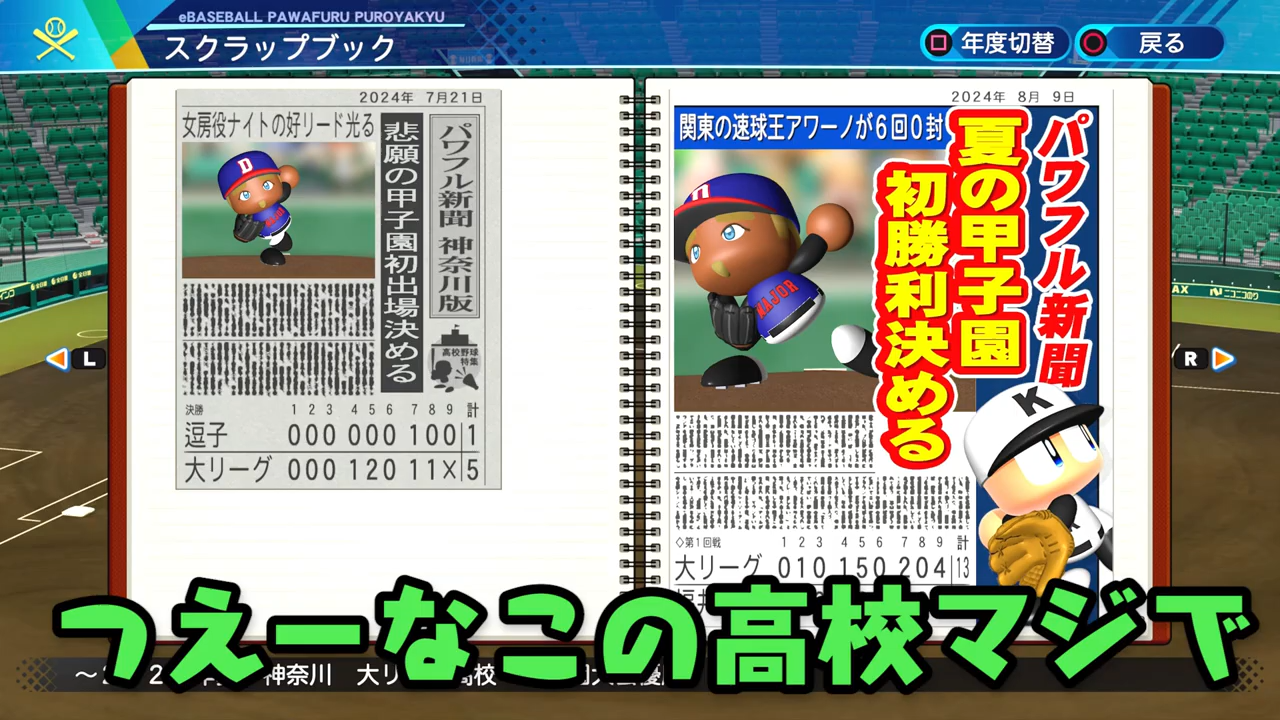 eBASEBALL PAWAFURU PUROYAKYU
スクラップブック
年度切替
戻る
2024年 7月21日
女房役ナイトの好リード光る
悲願の甲子園初出場決める
パワフル新聞 神奈川版
高校野球
特集
D
決勝 1 2 3 4 5 6 7 8 9 計
逗子 000 000 100 1
大リーグ 000 120 11× 5
2024年 8月 9日
関東の速球王アワーノが6回0封
パワフル新聞
夏の甲子園
初勝利決める
MAJOR
K
◇第1回戦 1 2 3 4 5 6 7 8 9 計
大リーグ 010 150 204 13
L
R
ニコニコのり
つえーなこの高校マジで
神奈川 大リ
高校